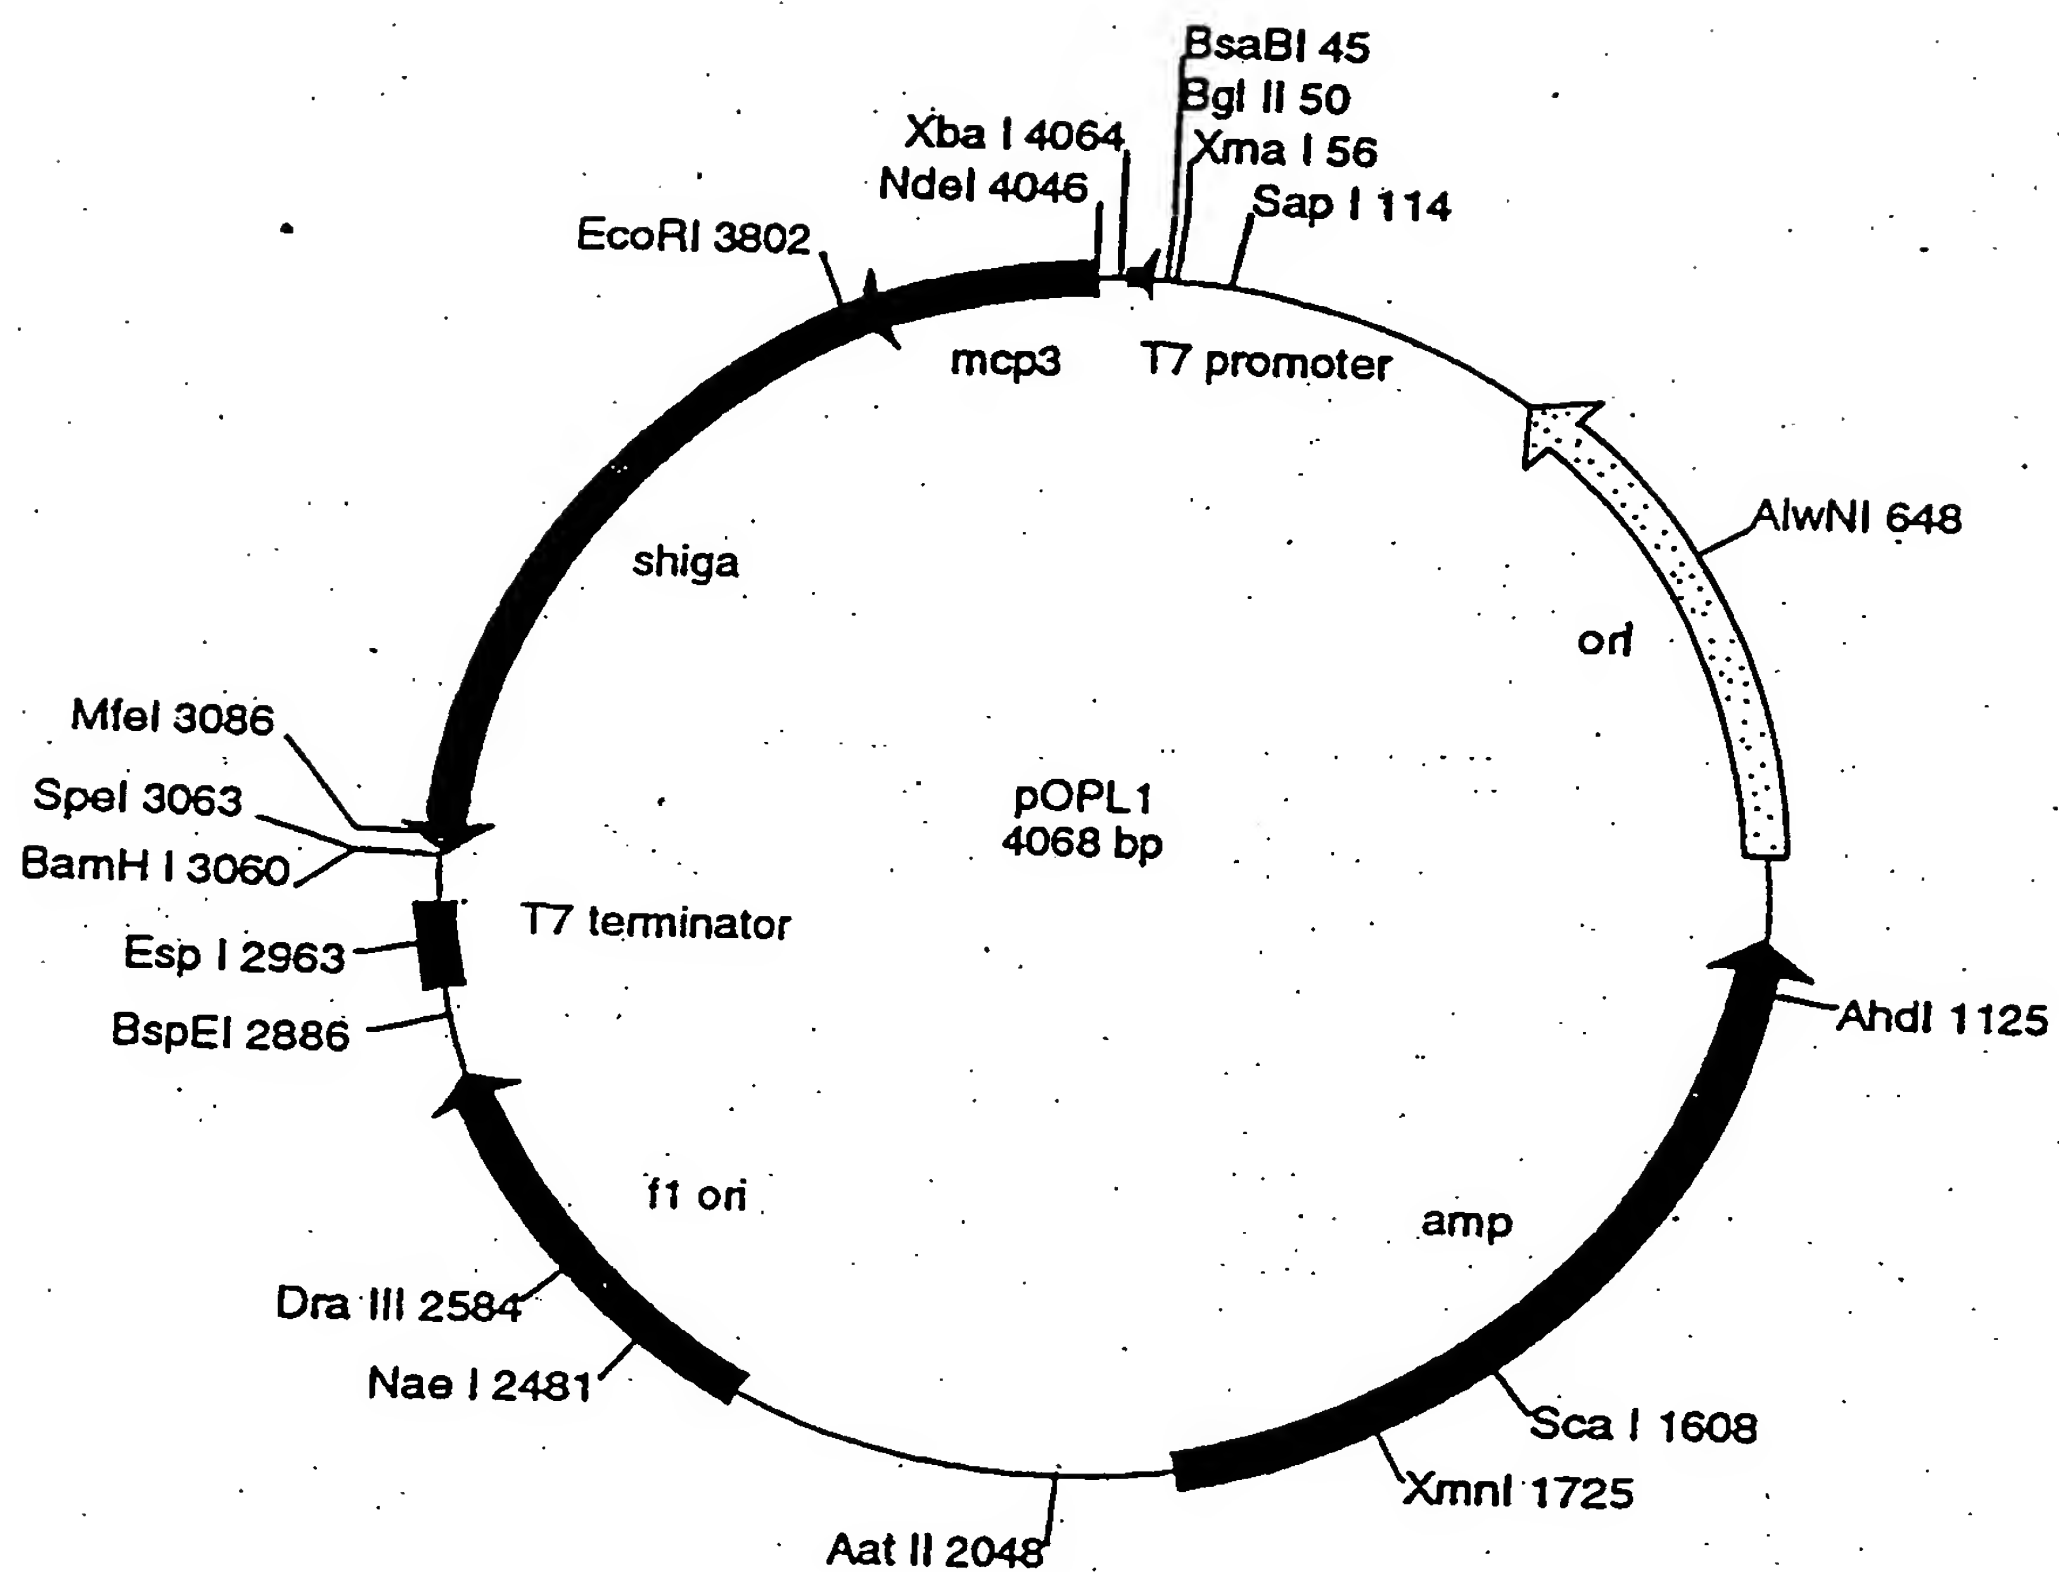 BsaBI 45
Bgl II 50
Xma I 56
Sap I 114
Xba I 4064
NdeI 4046
EcoRI 3802
mcp3
T7 promoter
AlwNI 648
shiga
ori
MfeI 3086
SpeI 3063
BamH I 3060
pOPL1
4068 bp
T7 terminator
Esp I 2963
BspEI 2886
AhdI 1125
f1 ori
amp
Dra III 2584
Nae I 2481
Sca I 1608
XmnI 1725
Aat II 2048